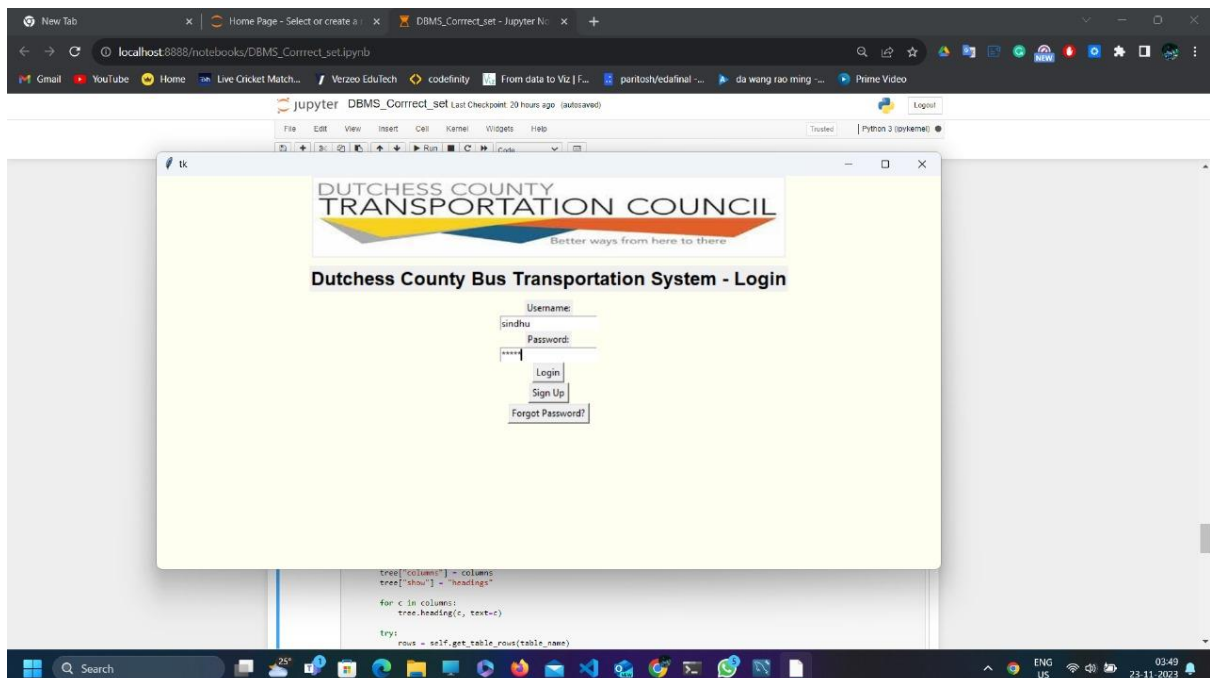 New Tab
Home Page - Select or create a
DBMS_Corrrect_set - Jupyter No
localhost:8888/notebooks/DBMS_Corrrect_set.ipynb
Gmail YouTube Home Live Cricket Match... Verzeo EduTech codefinity From data to Viz | F... paritosh/edafinal -... da wang rao ming -... Prime Video
NEW
jupyter DBMS_Corrrect_set Last Checkpoint: 20 hours ago (autosaved) Logout
File Edit View Insert Cell Kernel Widgets Help Trusted Python 3 (ipykernel)
Run Code
tk
DUTCHESS COUNTY
TRANSPORTATION COUNCIL
Better ways from here to there
Dutchess County Bus Transportation System - Login
Username:
sindhu
Password:
*****
Login
Sign Up
Forgot Password?
tree["columns"] = columns
tree["show"] = "headings"
for c in columns:
tree.heading(c, text=c)
try:
rows = self.get_table_rows(table_name)
Search 25° ENG 03:49
US 23-11-2023